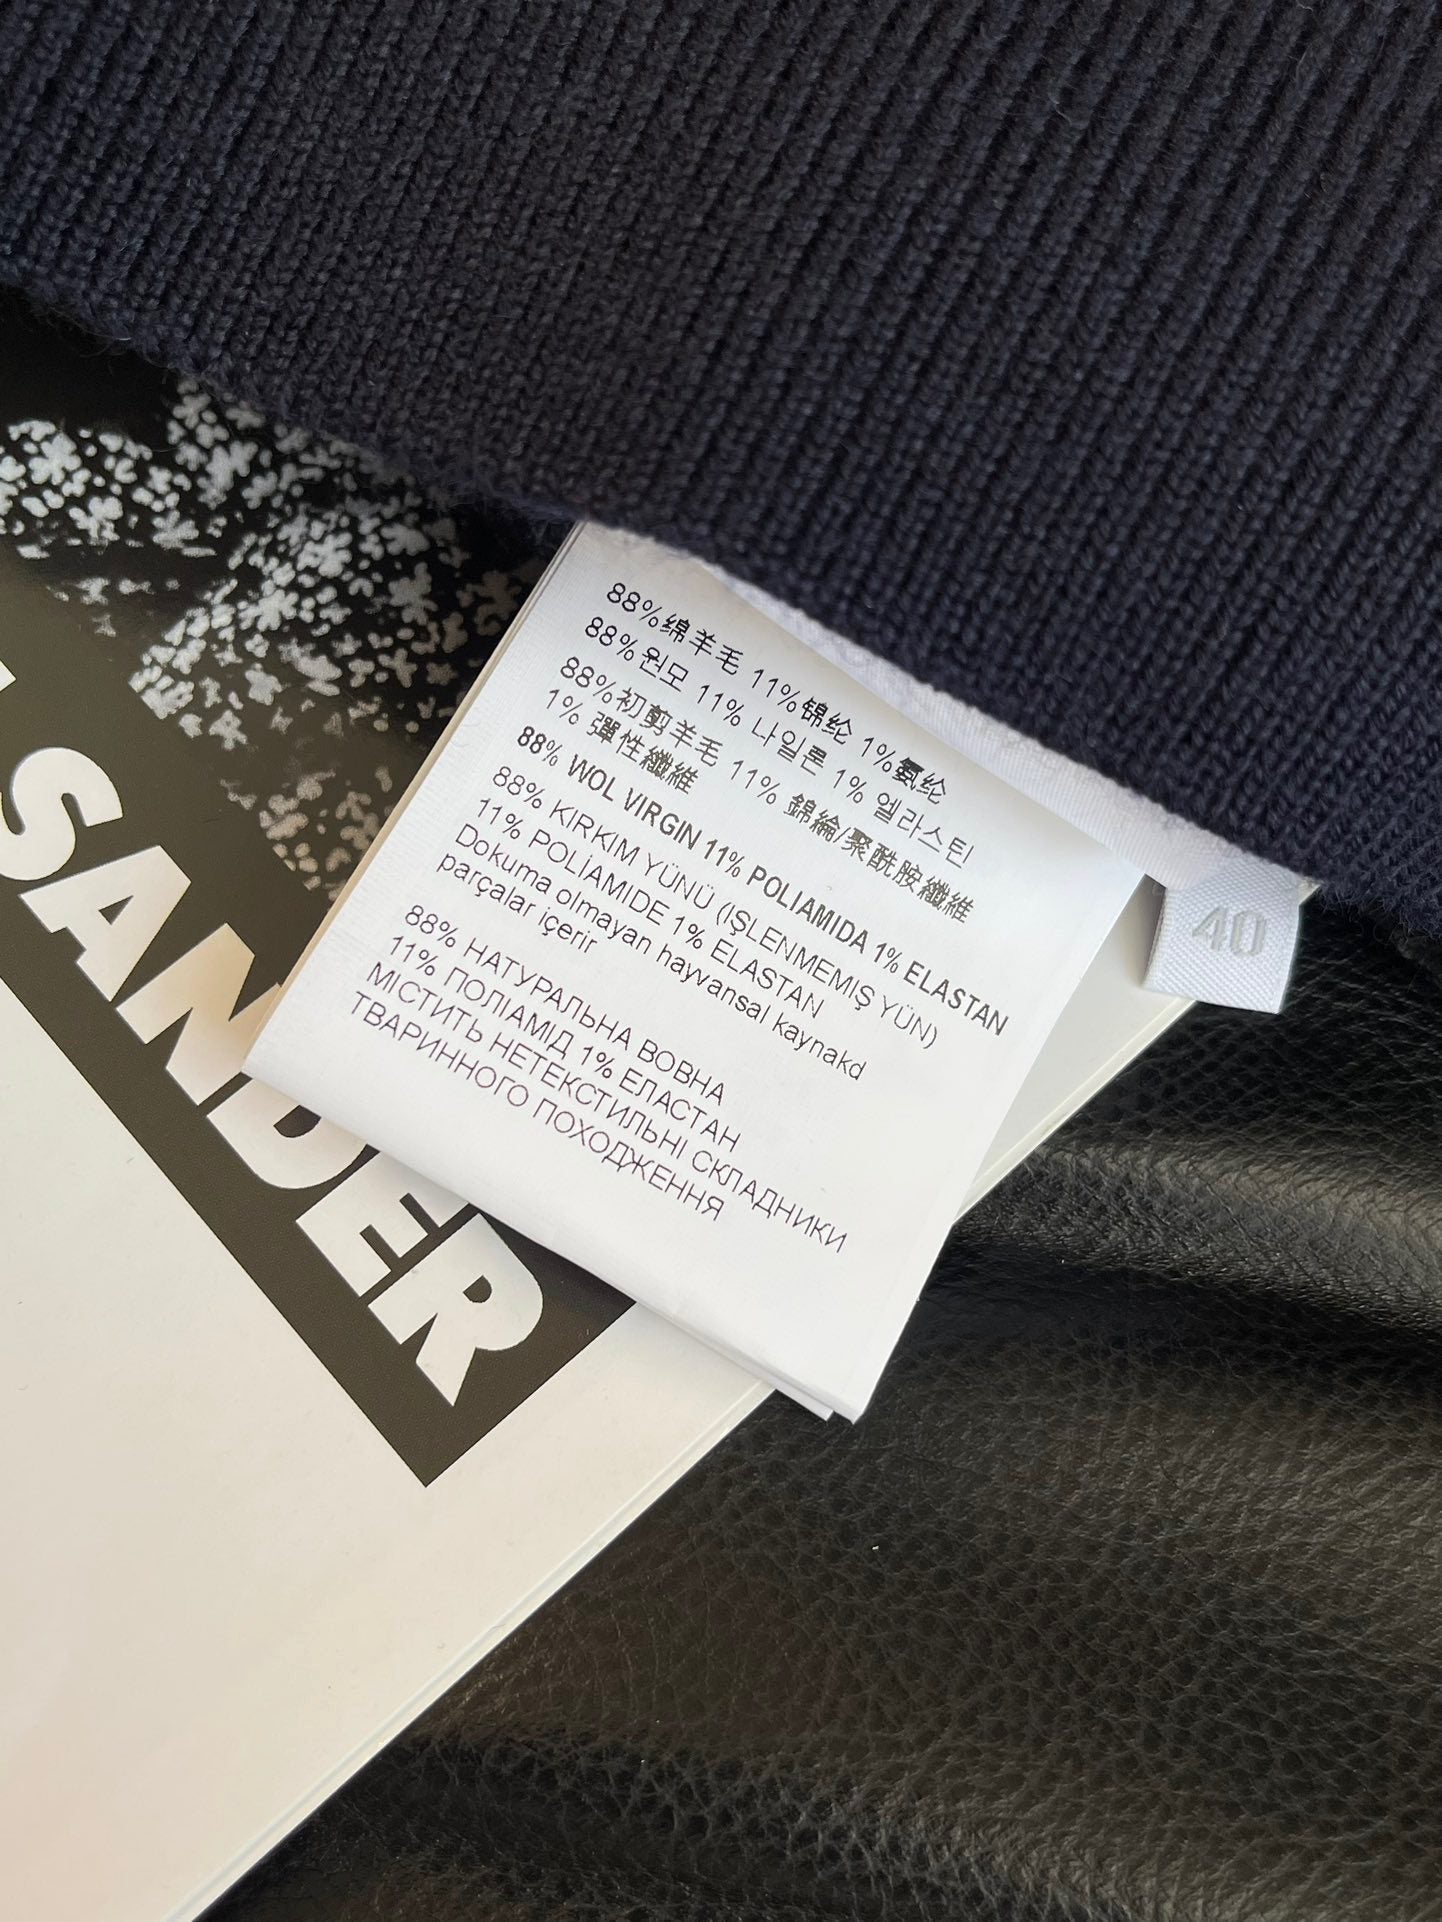 88%绵羊毛 11%锦纶 1%氨纶
88%원모 11% 나일론 1% 엘라스틴
88%初剪羊毛 11% 錦綸/聚酰胺纖維
1% 彈性纖維
88% WOL VIRGIN 11% POLIAMIDA 1% ELASTAN
88% KIRKIM YÜNÜ (IŞLENMEMIŞ YÜN)
11% POLİAMIDE 1% ELASTAN
Dokuma olmayan hayvansal kaynakd
parçalar içerir
88% НАТУРАЛЬНА ВОВНА
11% ПОЛІАМІД 1% ЕЛАСТАН
МІСТИТЬ НЕТЕКСТИЛЬНІ СКЛАДНИКИ
ТВАРИННОГО ПОХОДЖЕННЯ
40
SANDER